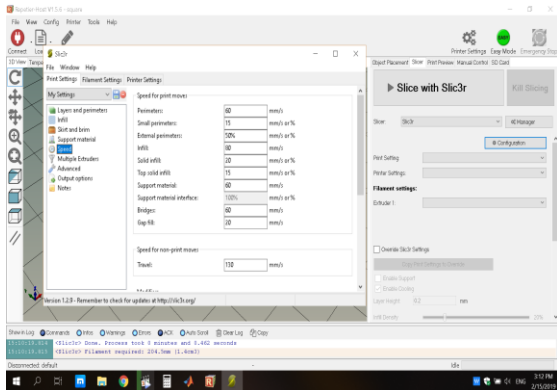 Repetier-Host V1.5.6 - square
File View Config Printer Tools Help
Connect Printer Settings Easy Mode Emergency Stop
3D View
Object Placement Slicer Print Preview Manual Control SD Card
Slic3r
File Window Help
Print Settings Filament Settings Printer Settings
My Settings
Layers and perimeters
Infill
Skirt and brim
Support material
Speed
Multiple Extruders
Advanced
Output options
Notes
Speed for print moves
Perimeters: 60 mm/s
Small perimeters: 15 mm/s or %
External perimeters: 50% mm/s or %
Infill: 80 mm/s
Solid infill: 20 mm/s or %
Top solid infill: 15 mm/s or %
Support material: 60 mm/s
Support material interface: 100% mm/s or %
Bridges: 60 mm/s
Gap fill: 20 mm/s
Speed for non-print moves
Travel: 130 mm/s
Version 1.2.9 - Remember to check for updates at http://slic3r.org/
Slice with Slic3r
Kill Slicing
Slicer: Slic3r Manager
Configuration
Print Setting:
Printer Settings:
Filament settings:
Extruder 1:
Override Slic3r Settings
Copy Print Settings to Override
Enable Support
Enable Cooling
Layer Height: 0.2 mm
Infill Density 20%
Show in Log: Commands Infos Warnings Errors ACK Auto Scroll Clear Log Copy
<Slic3r> Done. Process took 0 minutes and 8.462 seconds
<Slic3r> Filament required: 204.5mm (1.4cm3)
Disconnected: default
Idle
ENG
3:12 PM
2/15/2019